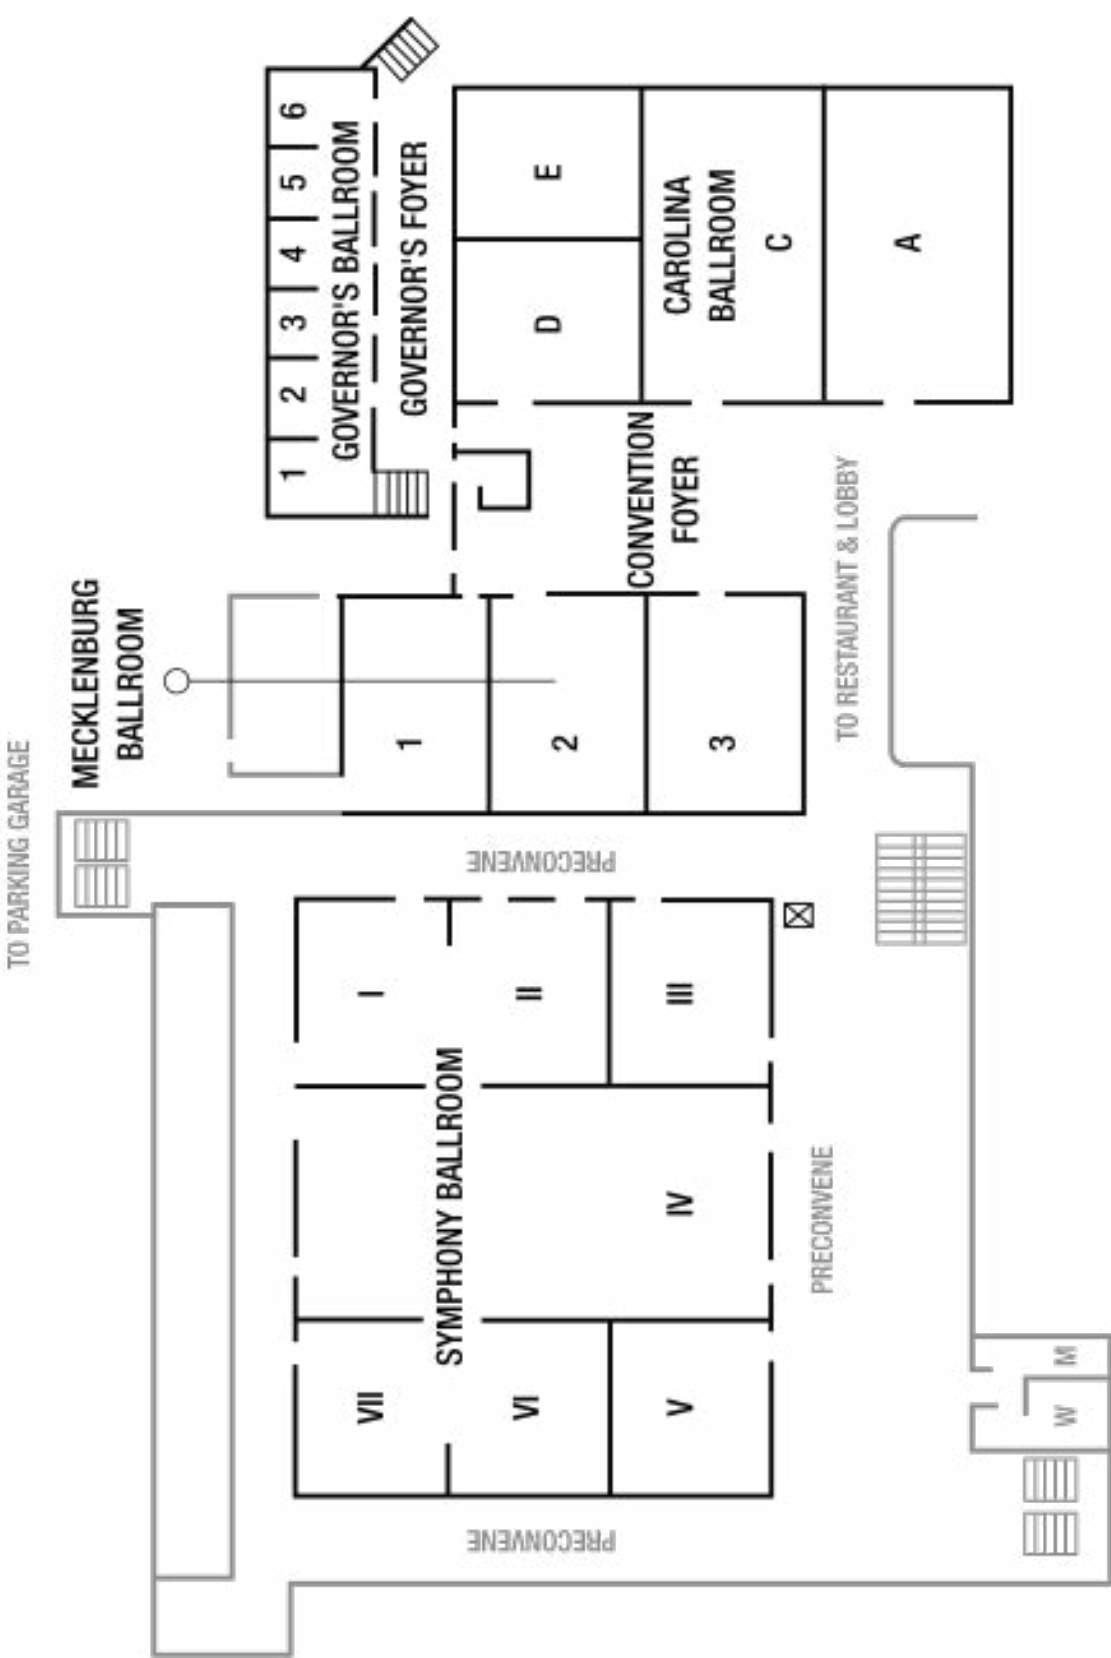 TO PARKING GARAGE
MECKLENBURG
BALLROOM
1
2
3
GOVERNOR'S BALLROOM
1
2
3
4
5
6
GOVERNOR'S FOYER
CONVENTION
FOYER
CAROLINA
BALLROOM
D
E
C
A
TO RESTAURANT & LOBBY
PRECONVENE
SYMPHONY BALLROOM
I
II
III
IV
V
VI
VII
PRECONVENE
PRECONVENE
W
M